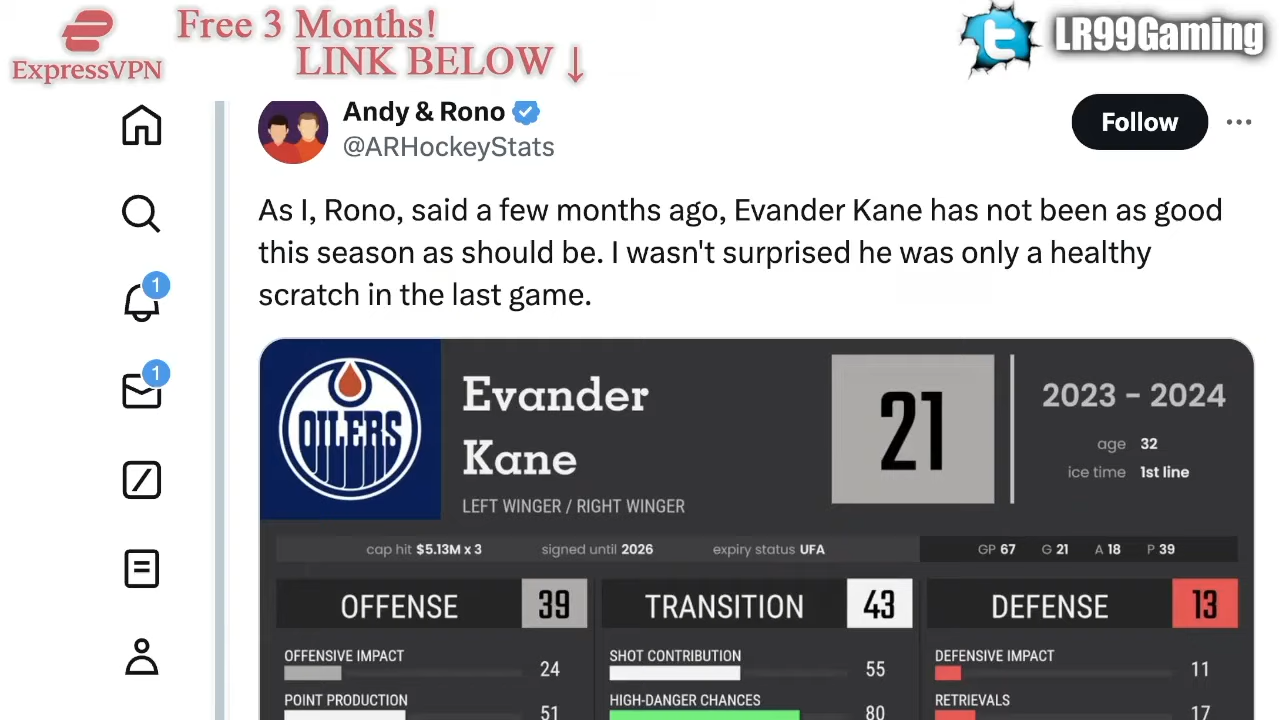 Free 3 Months!
LINK BELOW ↓
ExpressVPN
LR99Gaming
Andy & Rono
@ARHockeyStats
Follow
As I, Rono, said a few months ago, Evander Kane has not been as good
this season as should be. I wasn't surprised he was only a healthy
scratch in the last game.
1
1
OILERS
Evander
Kane
LEFT WINGER / RIGHT WINGER
21
2023 - 2024
age 32
ice time 1st line
cap hit $5.13M x 3 signed until 2026 expiry status UFA GP 67 G 21 A 18 P 39
OFFENSE 39 TRANSITION 43 DEFENSE 13
OFFENSIVE IMPACT 24 SHOT CONTRIBUTION 55 DEFENSIVE IMPACT 11
POINT PRODUCTION 51 HIGH-DANGER CHANCES 80 RETRIEVALS 17